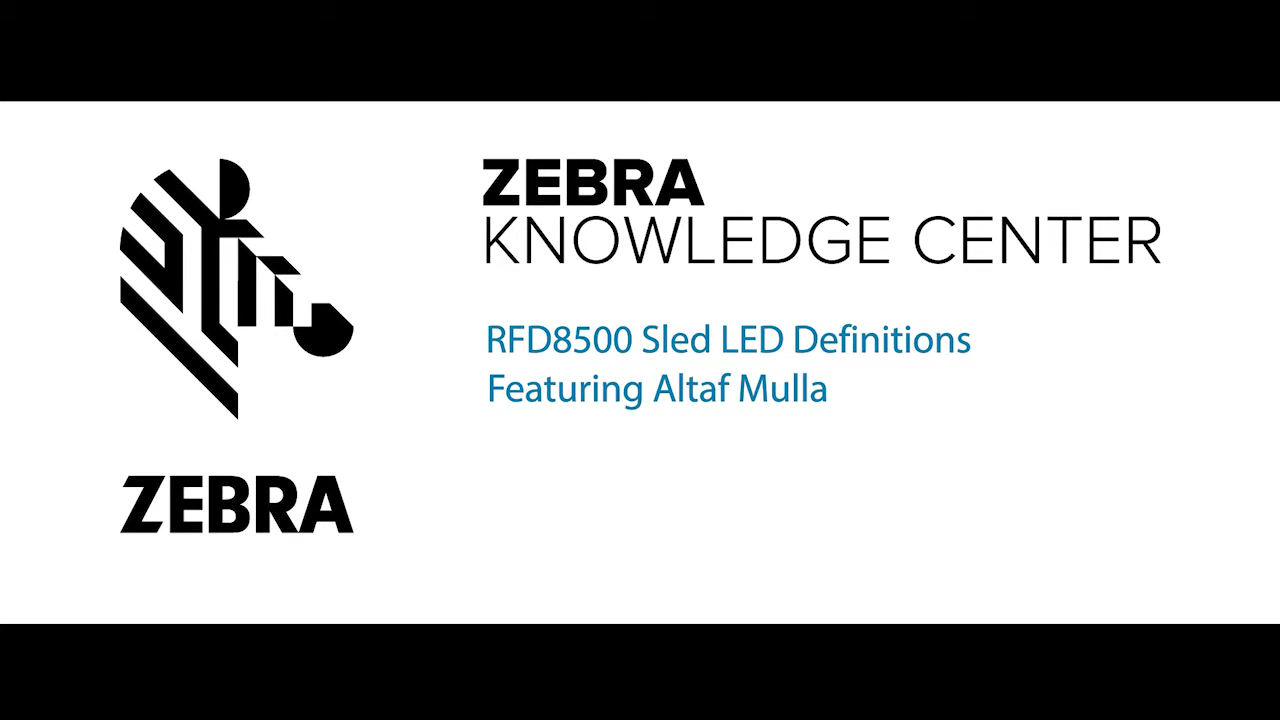 ZEBRA
KNOWLEDGE CENTER
RFD8500 Sled LED Definitions
Featuring Altaf Mulla
ZEBRA